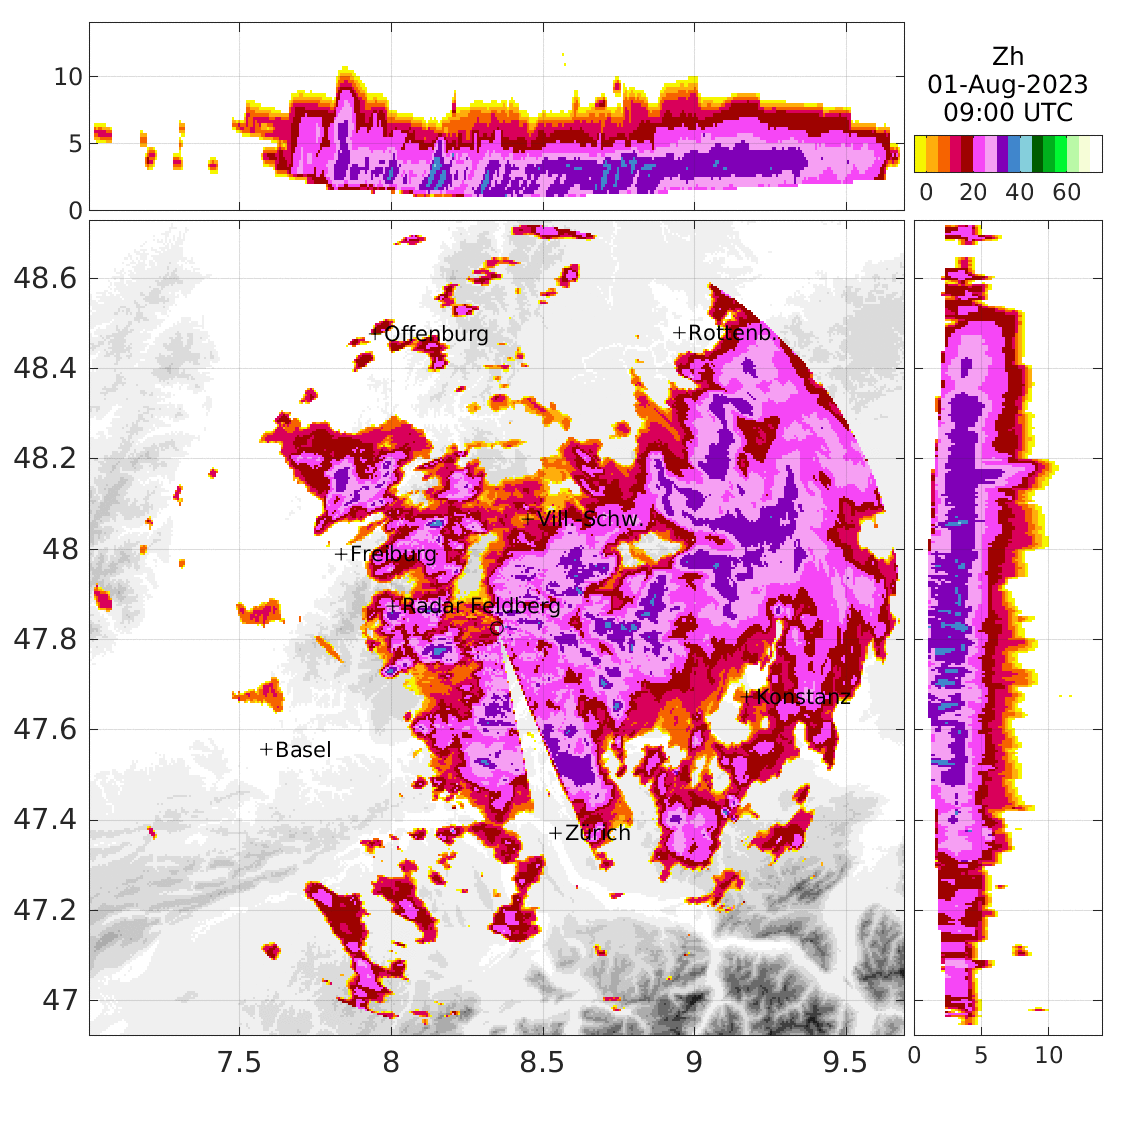 10
5
0
Zh
01-Aug-2023
09:00 UTC
0 20 40 60
48.6
48.4
48.2
48
47.8
47.6
47.4
47.2
47
+Offenburg
+Rottenb.
+Vill.-Schw.
+Freiburg
+Radar Feldberg
+Konstanz
+Basel
+Zürich
7.5 8 8.5 9 9.5
0 5 10